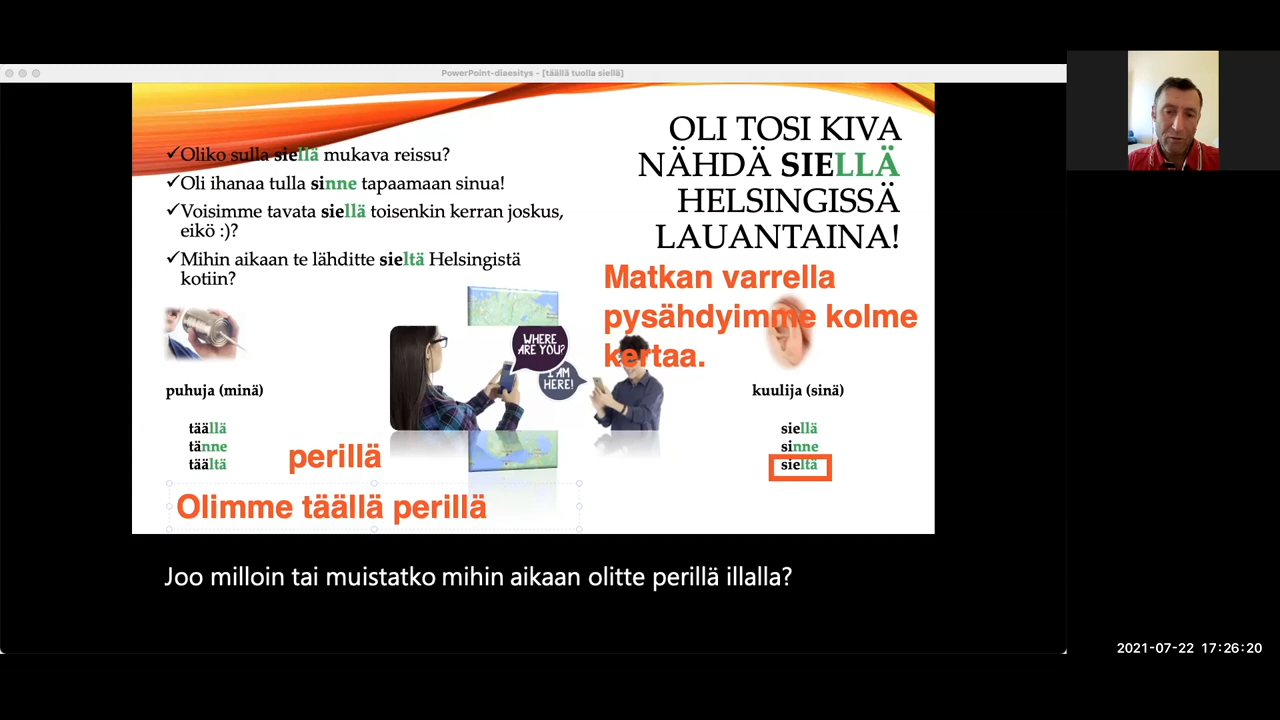 PowerPoint-diaesitys - [täällä tuolla siellä]
OLI TOSI KIVA
NÄHDÄ SIELLÄ
HELSINGISSÄ
LAUANTAINA!
✓Oliko sulla siellä mukava reissu?
✓Oli ihanaa tulla sinne tapaamaan sinua!
✓Voisimme tavata siellä toisenkin kerran joskus,
eikö :)?
✓Mihin aikaan te lähditte sieltä Helsingistä
kotiin?
Matkan varrella
pysähdyimme kolme
kertaa.
WHERE
ARE YOU?
I AM
HERE!
puhuja (minä)
täällä
tänne
täältä
kuulija (sinä)
siellä
sinne
sieltä
perillä
Olimme täällä perillä
Joo milloin tai muistatko mihin aikaan olitte perillä illalla?
2021-07-22 17:26:20